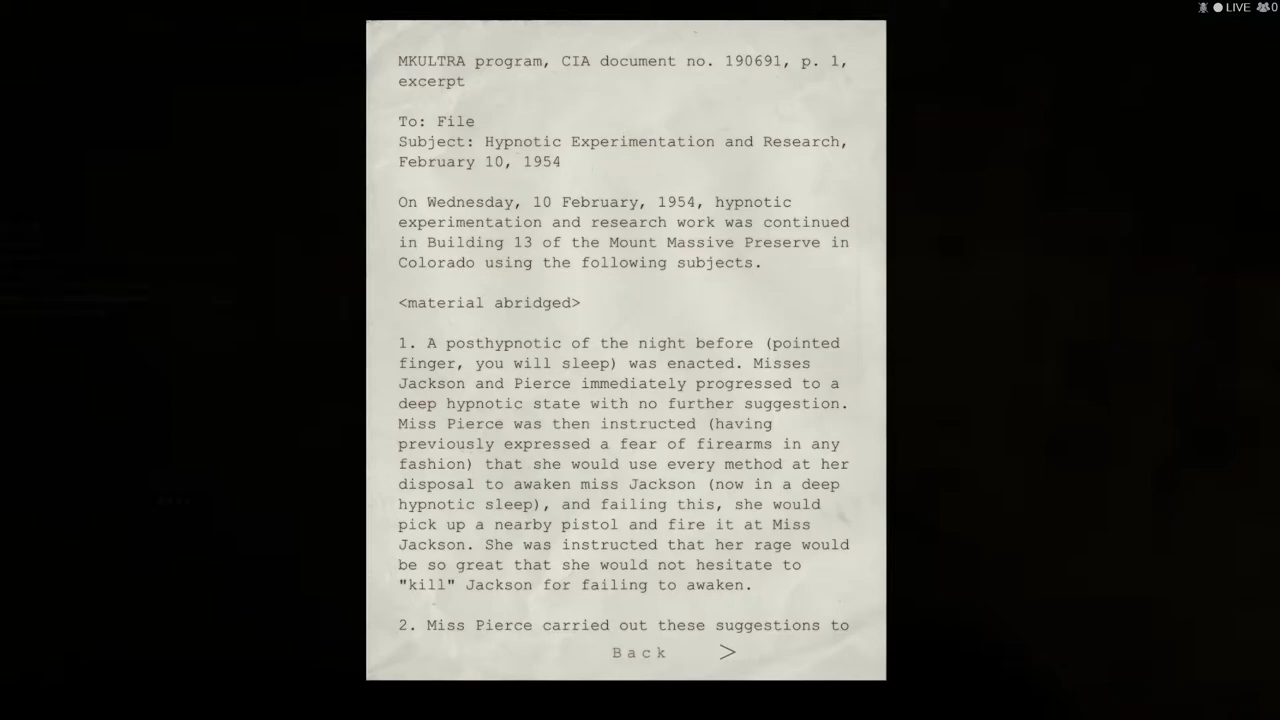 LIVE 0
MKULTRA program, CIA document no. 190691, p. 1,
excerpt
To: File
Subject: Hypnotic Experimentation and Research,
February 10, 1954
On Wednesday, 10 February, 1954, hypnotic
experimentation and research work was continued
in Building 13 of the Mount Massive Preserve in
Colorado using the following subjects.
<material abridged>
1. A posthypnotic of the night before (pointed
finger, you will sleep) was enacted. Misses
Jackson and Pierce immediately progressed to a
deep hypnotic state with no further suggestion.
Miss Pierce was then instructed (having
previously expressed a fear of firearms in any
fashion) that she would use every method at her
disposal to awaken miss Jackson (now in a deep
hypnotic sleep), and failing this, she would
pick up a nearby pistol and fire it at Miss
Jackson. She was instructed that her rage would
be so great that she would not hesitate to
"kill" Jackson for failing to awaken.
2. Miss Pierce carried out these suggestions to
Back >